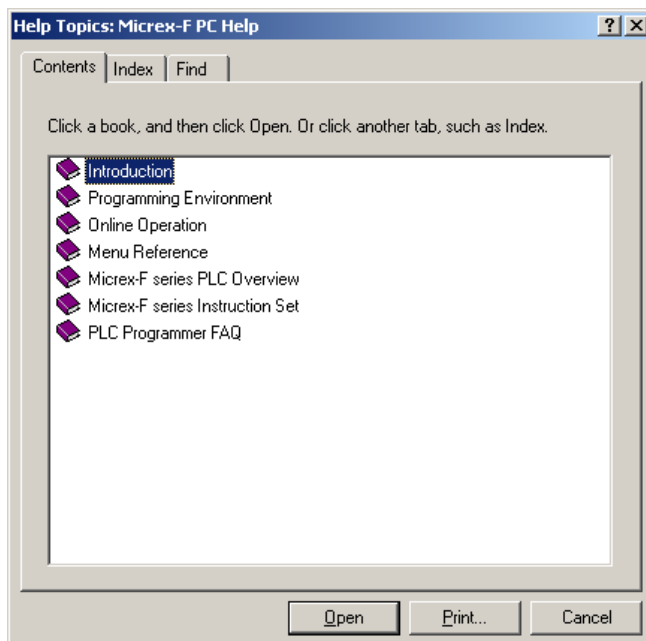 Help Topics: Micrex-F PC Help
Contents Index Find
Click a book, and then click Open. Or click another tab, such as Index.
Introduction
Programming Environment
Online Operation
Menu Reference
Micrex-F series PLC Overview
Micrex-F series Instruction Set
PLC Programmer FAQ
Open Print... Cancel